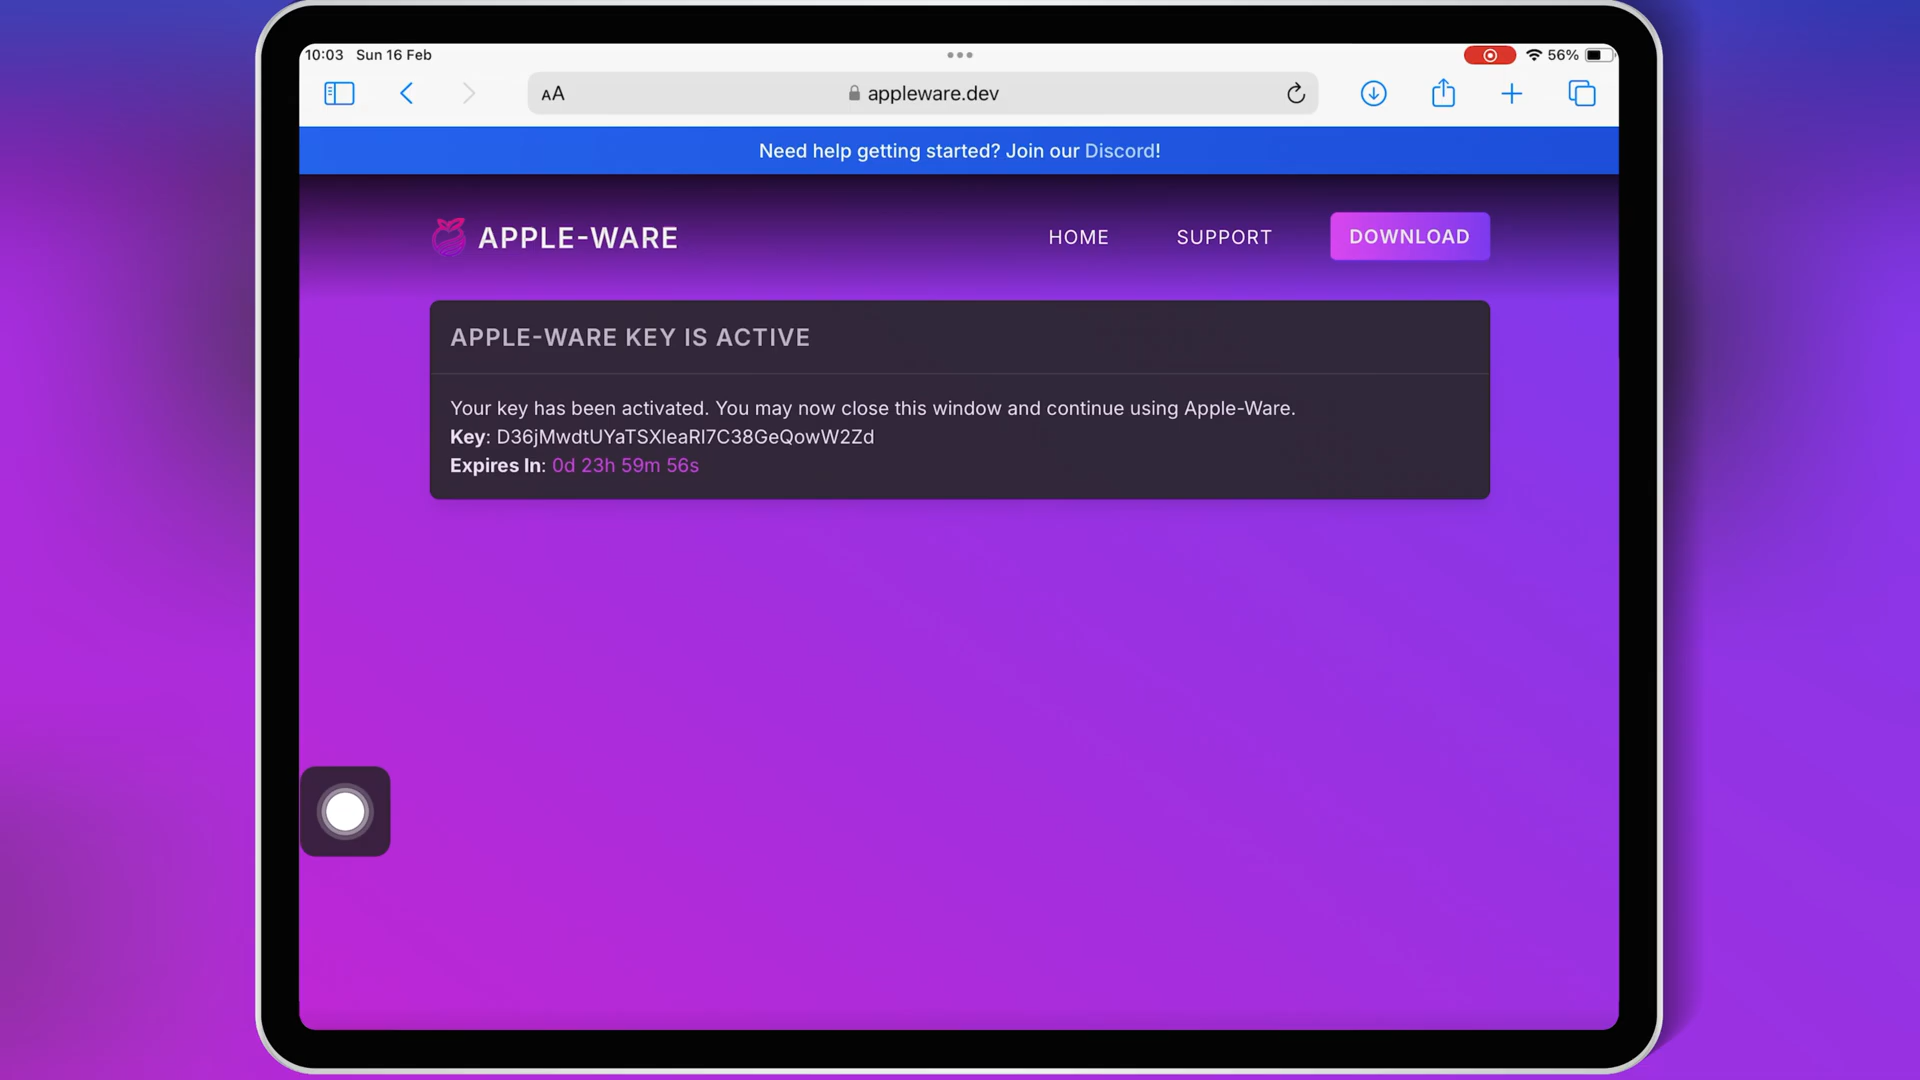 10:03 Sun 16 Feb
56%
AA
appleware.dev
Need help getting started? Join our Discord!
APPLE-WARE
HOME
SUPPORT
DOWNLOAD
APPLE-WARE KEY IS ACTIVE
Your key has been activated. You may now close this window and continue using Apple-Ware.
Key: D36jMwdtUYaTSXleaRl7C38GeQowW2Zd
Expires In: 0d 23h 59m 56s